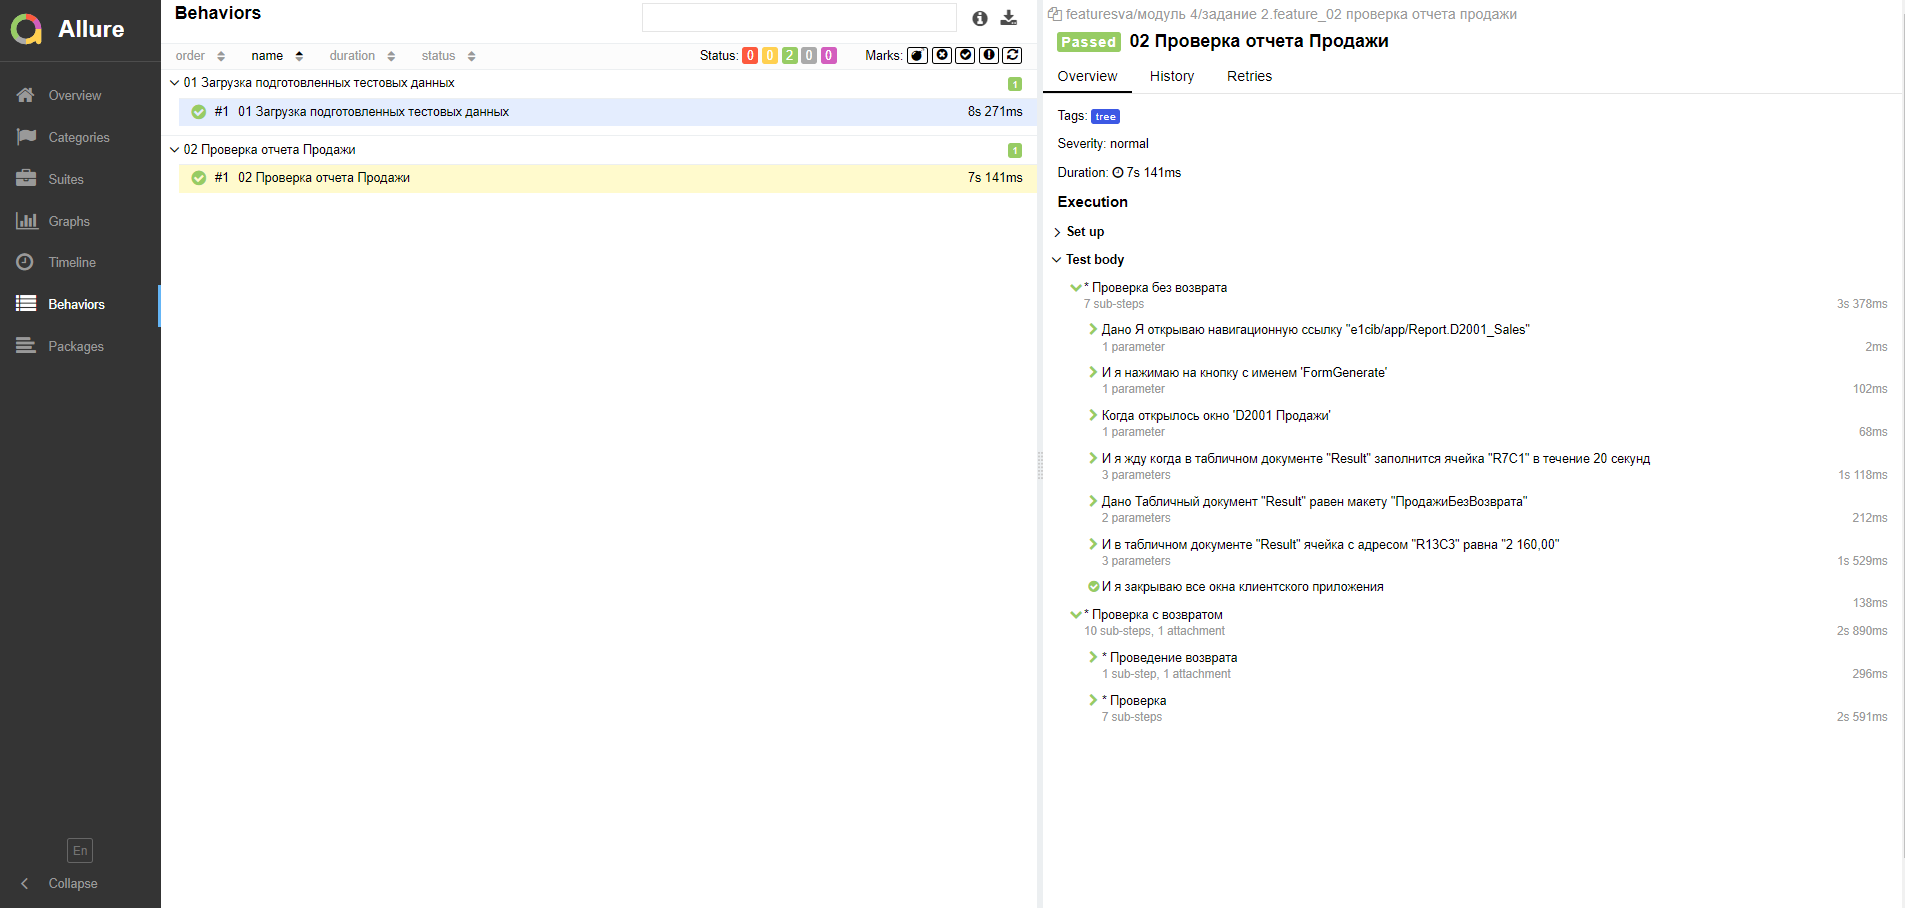 Allure
Overview
Categories
Suites
Graphs
Timeline
Behaviors
Packages
En
Collapse
Behaviors
order name duration status Status: 0 0 2 0 0 Marks:
01 Загрузка подготовленных тестовых данных 1
#1 01 Загрузка подготовленных тестовых данных 8s 271ms
02 Проверка отчета Продажи 1
#1 02 Проверка отчета Продажи 7s 141ms
featuresva/модуль 4/задание 2.feature_02 проверка отчета продажи
Passed 02 Проверка отчета Продажи
Overview History Retries
Tags: tree
Severity: normal
Duration: 7s 141ms
Execution
Set up
Test body
* Проверка без возврата
7 sub-steps 3s 378ms
Дано Я открываю навигационную ссылку "e1cib/app/Report.D2001_Sales"
1 parameter 2ms
И я нажимаю на кнопку с именем 'FormGenerate'
1 parameter 102ms
Когда открылось окно 'D2001 Продажи'
1 parameter 68ms
И я жду когда в табличном документе "Result" заполнится ячейка "R7C1" в течение 20 секунд
3 parameters 1s 118ms
Дано Табличный документ "Result" равен макету "ПродажиБезВозврата"
2 parameters 212ms
И в табличном документе "Result" ячейка с адресом "R13C3" равна "2 160,00"
3 parameters 1s 529ms
И я закрываю все окна клиентского приложения
138ms
* Проверка с возвратом
10 sub-steps, 1 attachment 2s 890ms
* Проведение возврата
1 sub-step, 1 attachment 296ms
* Проверка
7 sub-steps 2s 591ms